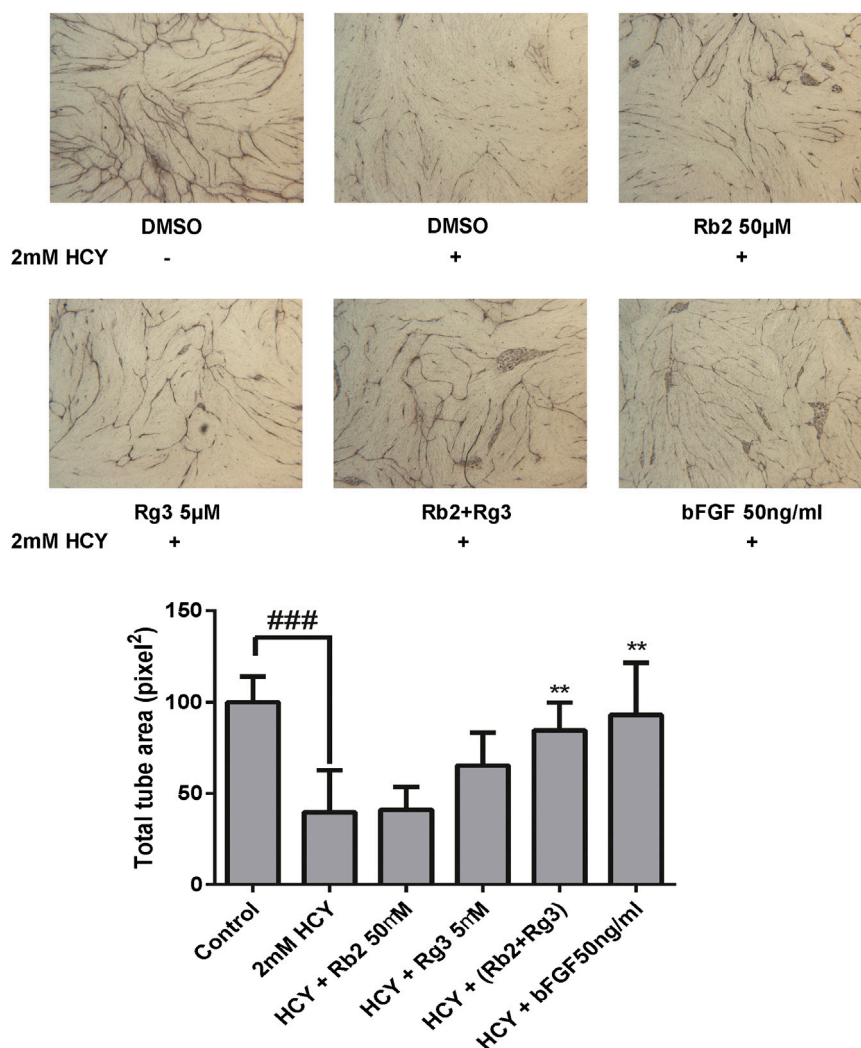 DMSO DMSO Rb2 50µM
2mM HCY - + +
Rg3 5µM Rb2+Rg3 bFGF 50ng/ml
2mM HCY + + +
Total tube area (pixel²)
150
100
50
0
###
**
**
Control
2mM HCY
HCY + Rb2 50mM
HCY + Rg3 5mM
HCY + (Rb2+Rg3)
HCY + bFGF50ng/ml